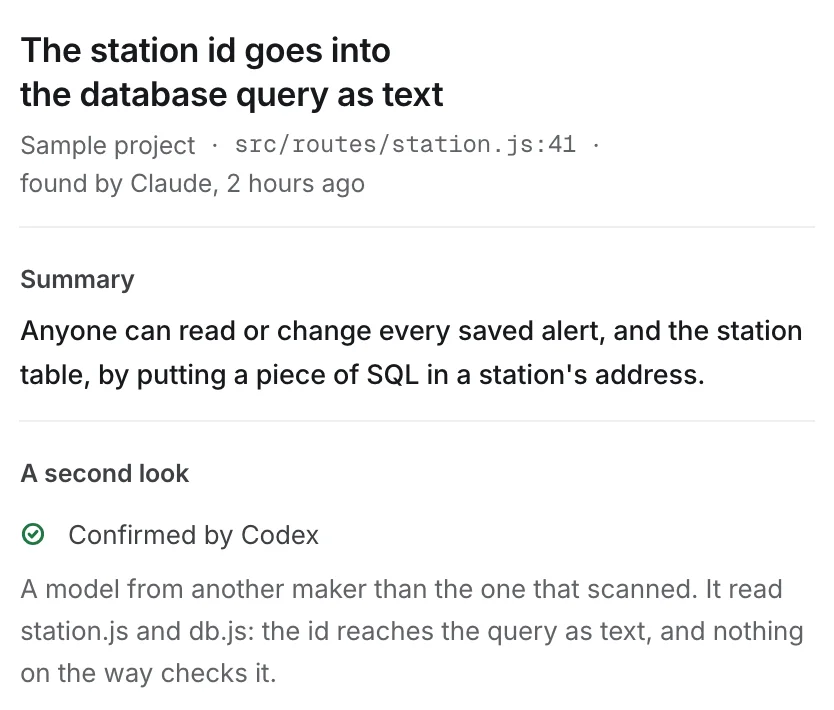 The station id goes into
the database query as text
Sample project · src/routes/station.js:41 ·
found by Claude, 2 hours ago
Summary
Anyone can read or change every saved alert, and the station
table, by putting a piece of SQL in a station's address.
A second look
Confirmed by Codex
A model from another maker than the one that scanned. It read
station.js and db.js: the id reaches the query as text, and nothing
on the way checks it.